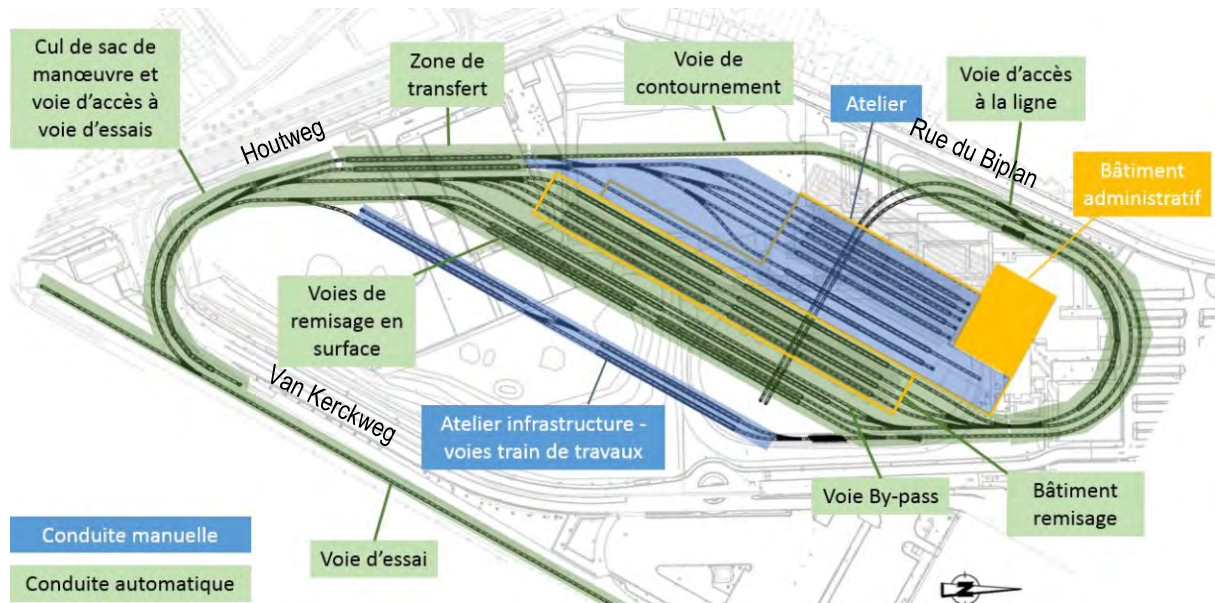 Cul de sac de
manœuvre et
voie d'accès à
voie d'essais
Zone de
transfert
Voie de
contournement
Atelier
Voie d'accès
à la ligne
Houtweg
Rue du Biplan
Bâtiment
administratif
Voies de
remisage en
surface
Van Kerckweg
Atelier infrastructure -
voies train de travaux
Voie By-pass
Bâtiment
remisage
Voie d'essai
Conduite manuelle
Conduite automatique
N